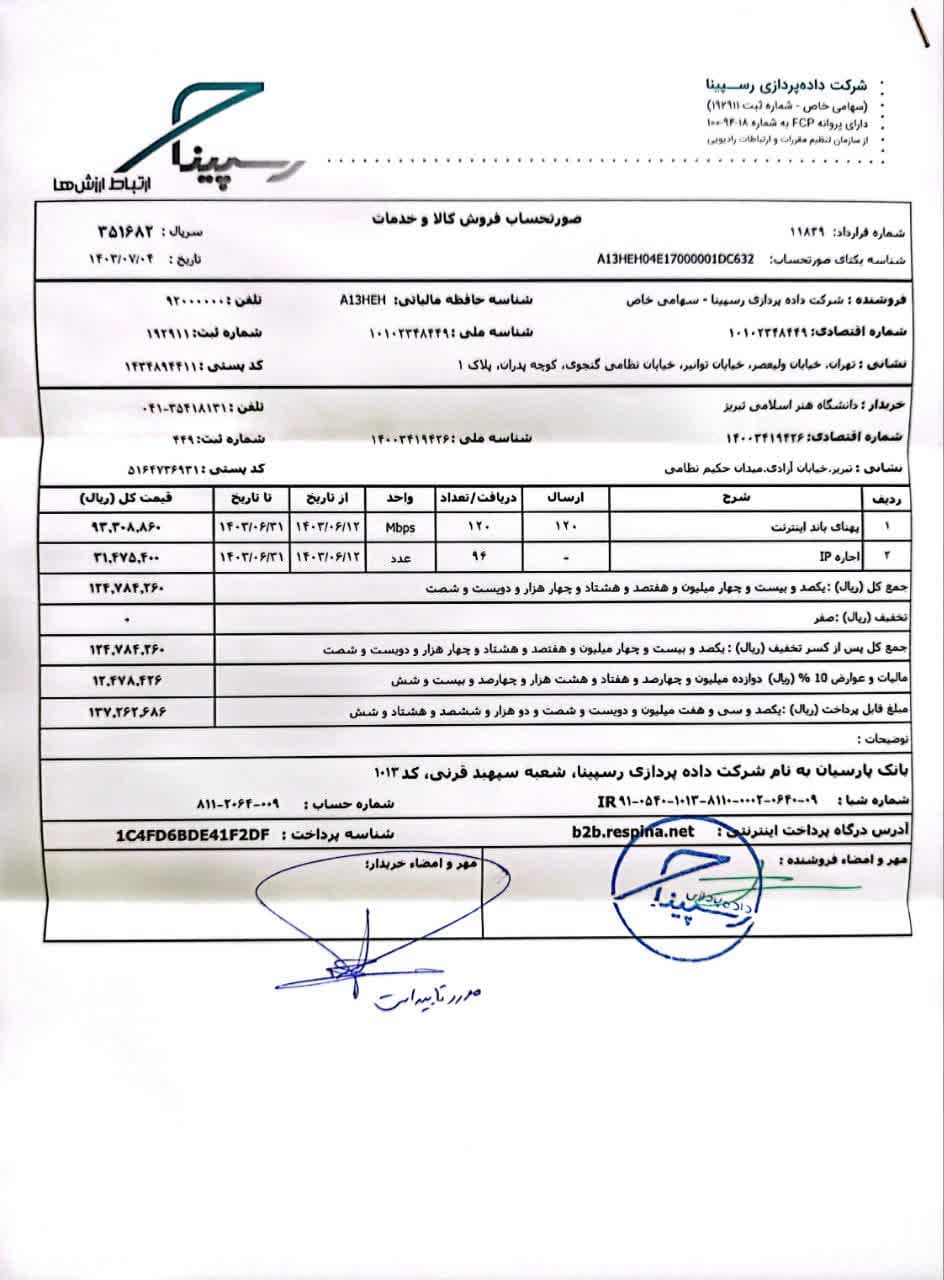 شرکت داده‌پردازی رســپینا
(سهامی خاص - شماره ثبت ۱۹۲۹۱۱)
دارای پروانه FCP به شماره ۱۸-۹۴-۱۰۰
از سازمان تنظیم مقررات و ارتباطات رادیویی
رسپینا
ارتباط ارزش‌ها
صورتحساب فروش کالا و خدمات
شماره قرارداد: ۱۱۸۳۹ سریال : ۳۵۱۶۸۲
شناسه یکتای صورتحساب: A13HEH04E17000001DC632 تاریخ : ۱۴۰۳/۰۷/۰۴
فروشنده : شرکت داده پردازی رسپینا - سهامی خاص شناسه حافظه مالیاتی: A13HEH تلفن : ۹۲۰۰۰۰۰۰
شماره اقتصادی: ۱۰۱۰۲۳۴۸۴۴۹ شناسه ملی : ۱۰۱۰۲۳۴۸۴۴۹ شماره ثبت: ۱۹۲۹۱۱
نشانی : تهران، خیابان ولیعصر، خیابان توانیر، خیابان نظامی گنجوی، کوچه پدران، پلاک ۱ کد پستی : ۱۴۳۴۸۹۴۴۱۱
خریدار : دانشگاه هنر اسلامی تبریز تلفن : ۰۴۱-۳۵۴۱۸۱۳۱
شماره اقتصادی: ۱۴۰۰۳۴۱۹۴۲۶ شناسه ملی : ۱۴۰۰۳۴۱۹۴۲۶ شماره ثبت: ۴۴۹
نشانی : تبریز.خیابان آزادی.میدان حکیم نظامی کد پستی : ۵۱۶۴۷۳۶۹۳۱
ردیف شرح ارسال دریافت/تعداد واحد از تاریخ تا تاریخ قیمت کل (ریال)
۱ پهنای باند اینترنت ۱۲۰ ۱۲۰ Mbps ۱۴۰۳/۰۶/۱۲ ۱۴۰۳/۰۶/۳۱ ۹۳,۳۰۸,۸۶۰
۲ اجاره IP - ۹۶ عدد ۱۴۰۳/۰۶/۱۲ ۱۴۰۳/۰۶/۳۱ ۳۱,۴۷۵,۴۰۰
جمع کل (ریال) :یکصد و بیست و چهار میلیون و هفتصد و هشتاد و چهار هزار و دویست و شصت ۱۲۴,۷۸۴,۲۶۰
تخفیف (ریال) :صفر ۰
جمع کل پس از کسر تخفیف (ریال) : یکصد و بیست و چهار میلیون و هفتصد و هشتاد و چهار هزار و دویست و شصت ۱۲۴,۷۸۴,۲۶۰
مالیات و عوارض 10 % (ریال) دوازده میلیون و چهارصد و هفتاد و هشت هزار و چهارصد و بیست و شش ۱۲,۴۷۸,۴۲۶
مبلغ قابل پرداخت (ریال) :یکصد و سی و هفت میلیون و دویست و شصت و دو هزار و ششصد و هشتاد و شش ۱۳۷,۲۶۲,۶۸۶
توضیحات :
بانک پارسیان به نام شرکت داده پردازی رسپینا، شعبه سپهبد قرنی، کد ۱۰۱۳
شماره شبا : IR ۹۱-۰۵۴۰-۱۰۱۳-۸۱۱۰-۰۰۰۲-۰۶۴۰-۰۹ شماره حساب : ۸۱۱-۲۰۶۴-۰۰۹
آدرس درگاه پرداخت اینترنتی : b2b.respina.net شناسه پرداخت : 1C4FD6BDE41F2DF
مهر و امضاء فروشنده : مهر و امضاء خریدار:
داده پردازی
رسپینا
مورد تایید است